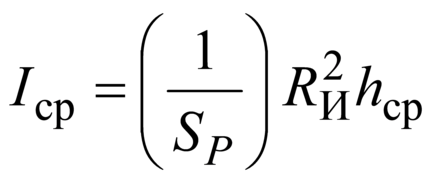 I_ср = (1/S_P) R_И^2 h_ср